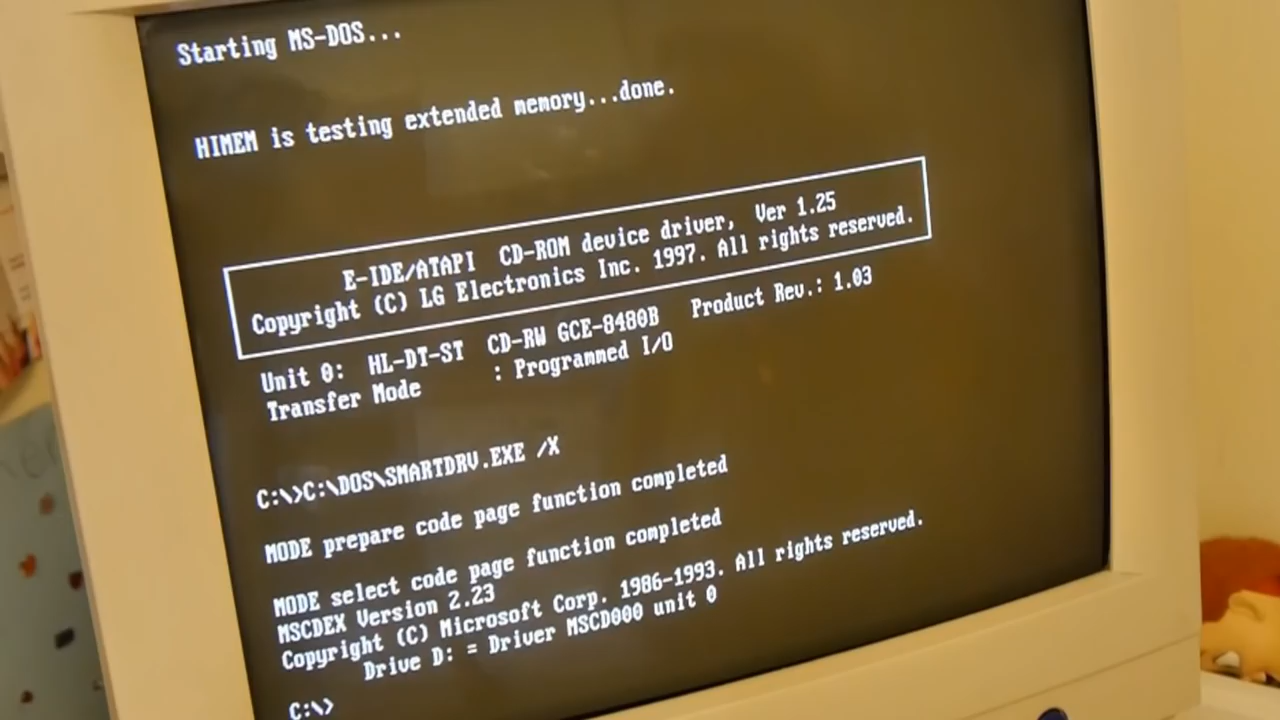 Starting MS-DOS...
HIMEM is testing extended memory...done.
E-IDE/ATAPI CD-ROM device driver, Ver 1.25
Copyright (C) LG Electronics Inc. 1997. All rights reserved.
Unit 0: HL-DT-ST CD-RW GCE-8480B Product Rev.: 1.03
Transfer Mode : Programmed I/O
C:\>C:\DOS\SMARTDRV.EXE /X
MODE prepare code page function completed
MODE select code page function completed
MSCDEX Version 2.23
Copyright (C) Microsoft Corp. 1986-1993. All rights reserved.
Drive D: = Driver MSCD000 unit 0
C:\>